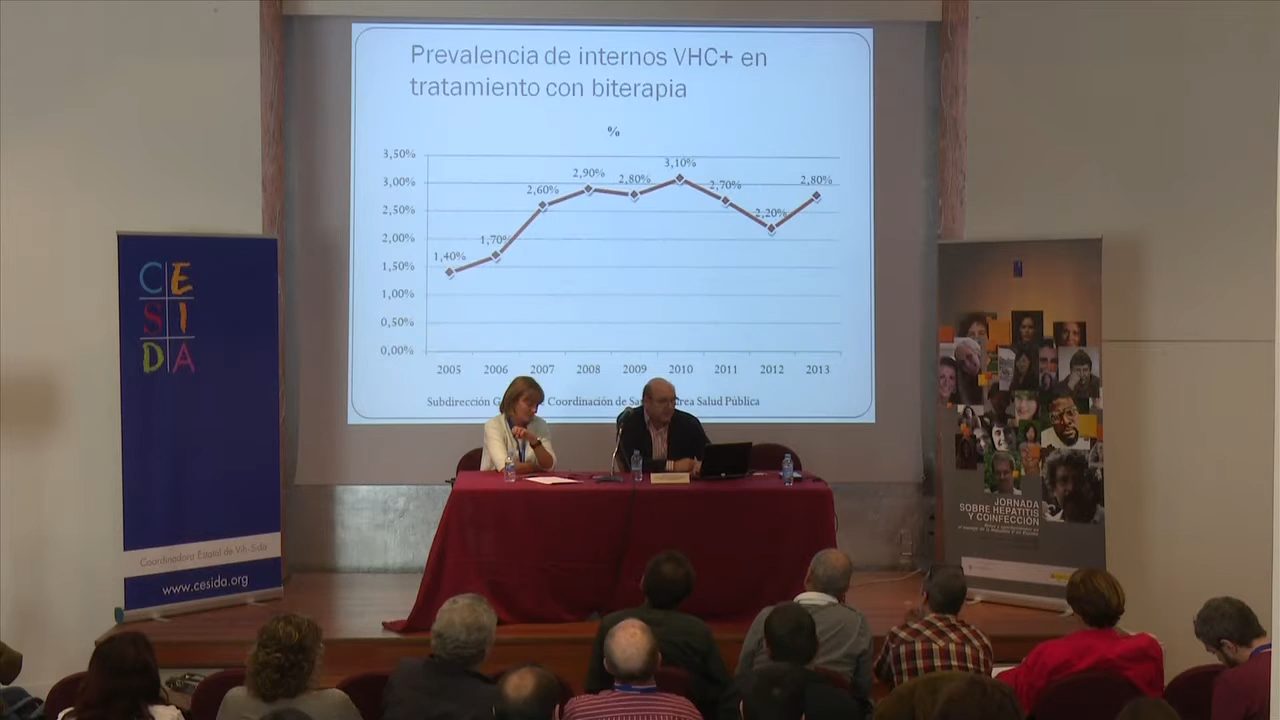 Prevalencia de internos VHC+ en
tratamiento con biterapia
%
3,50%
3,00%
2,50%
2,00%
1,50%
1,00%
0,50%
0,00%
1,40%
1,70%
2,60%
2,90%
2,80%
3,10%
2,70%
2,20%
2,80%
2005 2006 2007 2008 2009 2010 2011 2012 2013
Subdirección Coordinación de Salud Pública
CE
SI
DA
Coordinadora Estatal de Vih-Sida
www.cesida.org
JORNADA
SOBRE HEPATITIS
Y COINFECCIÓN